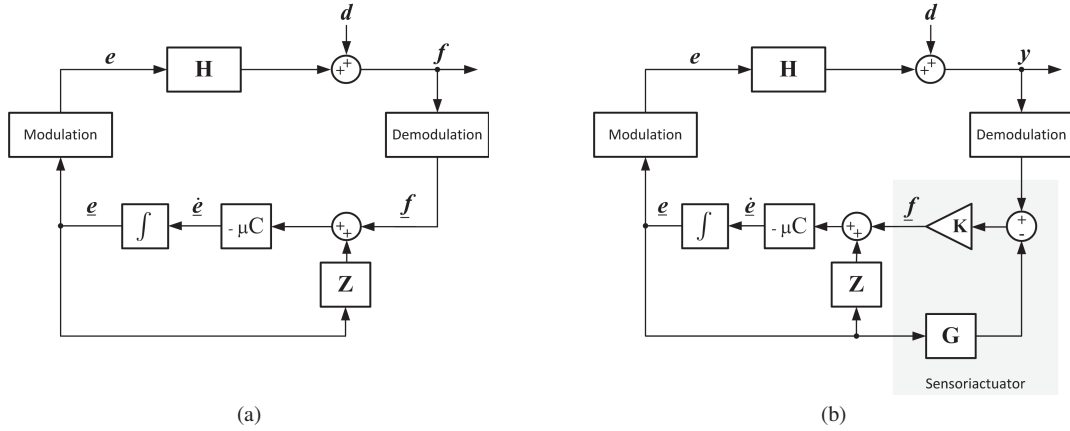 d
e
H
+ +
f
Modulation
Demodulation
e
∫
ė
- μC
+ +
f
Z
(a)
d
e
H
+ +
y
Modulation
Demodulation
e
∫
ė
- μC
+ +
f
K
+
-
Z
G
Sensoriactuator
(b)